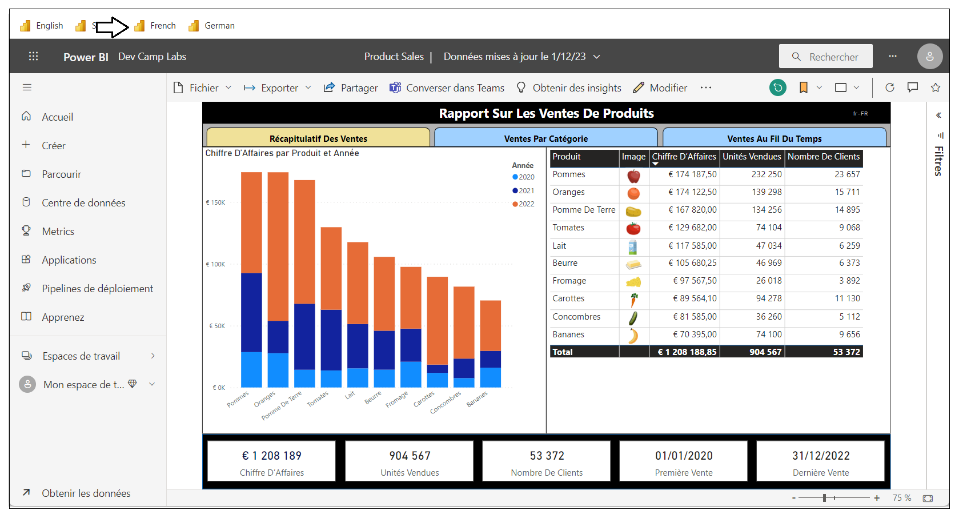 English
S
French
German
Power BI Dev Camp Labs
Product Sales | Données mises à jour le 1/12/23
Rechercher
Fichier
Exporter
Partager
Converser dans Teams
Obtenir des insights
Modifier
Accueil
Créer
Parcourir
Centre de données
Metrics
Applications
Pipelines de déploiement
Apprenez
Espaces de travail
Mon espace de t...
Obtenir les données
Rapport Sur Les Ventes De Produits
FR
Récapitulatif Des Ventes
Ventes Par Catégorie
Ventes Au Fil Du Temps
Chiffre D'Affaires par Produit et Année
Année
2020
2021
2022
€ 150K
€ 100K
€ 50K
€ 0K
Pommes
Oranges
Pomme De Terre
Tomates
Lait
Beurre
Fromage
Carottes
Concombres
Bananes
Produit Image Chiffre D'Affaires Unités Vendues Nombre De Clients
Pommes € 174 187,50 232 250 23 657
Oranges € 174 122,50 139 298 15 711
Pomme De Terre € 167 820,00 134 256 14 895
Tomates € 129 682,00 74 104 9 068
Lait € 117 585,00 47 034 6 259
Beurre € 105 680,25 46 969 6 373
Fromage € 97 567,50 26 018 3 892
Carottes € 89 564,10 94 278 11 130
Concombres € 81 585,00 36 260 5 112
Bananes € 70 395,00 74 100 9 656
Total € 1 208 188,85 904 567 53 372
Filtres
€ 1 208 189
Chiffre D'Affaires
904 567
Unités Vendues
53 372
Nombre De Clients
01/01/2020
Première Vente
31/12/2022
Dernière Vente
- + 75 %